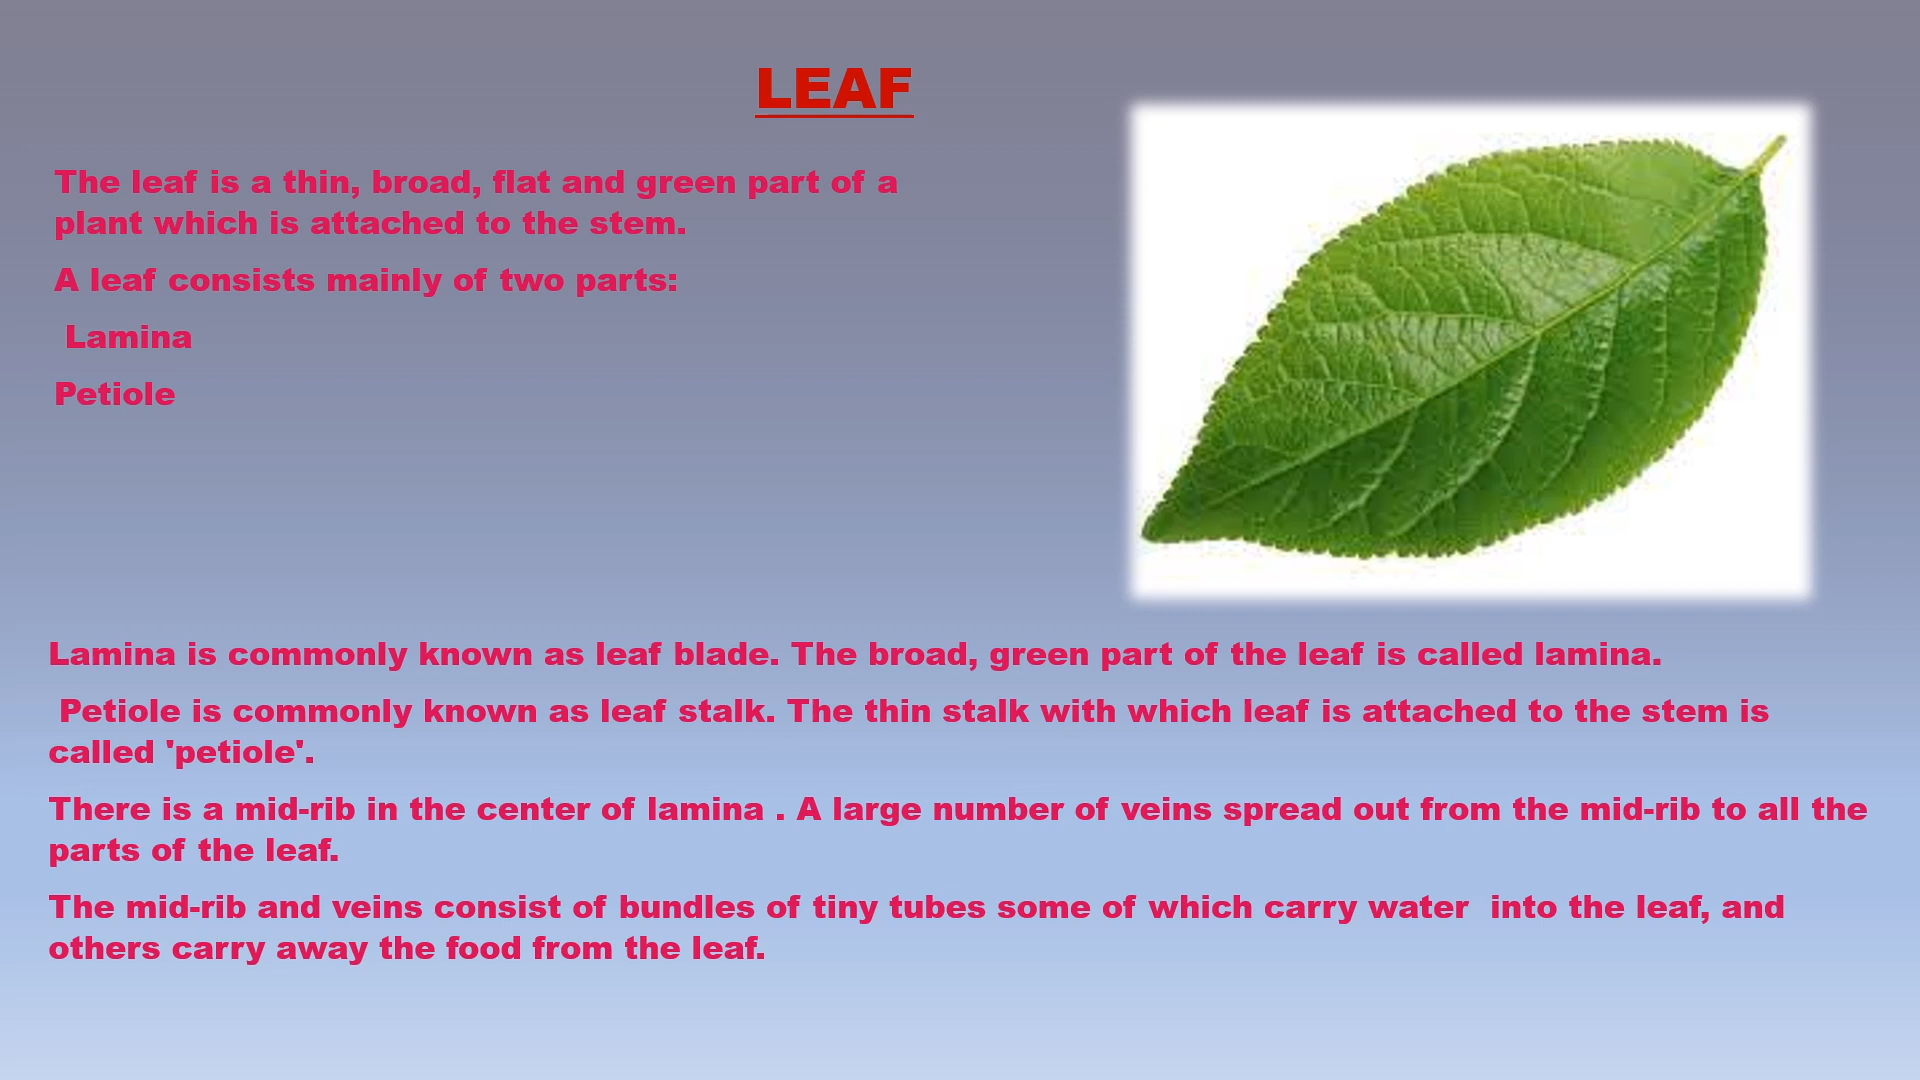 LEAF
The leaf is a thin, broad, flat and green part of a
plant which is attached to the stem.
A leaf consists mainly of two parts:
Lamina
Petiole
Lamina is commonly known as leaf blade. The broad, green part of the leaf is called lamina.
Petiole is commonly known as leaf stalk. The thin stalk with which leaf is attached to the stem is
called 'petiole'.
There is a mid-rib in the center of lamina . A large number of veins spread out from the mid-rib to all the
parts of the leaf.
The mid-rib and veins consist of bundles of tiny tubes some of which carry water  into the leaf, and
others carry away the food from the leaf.